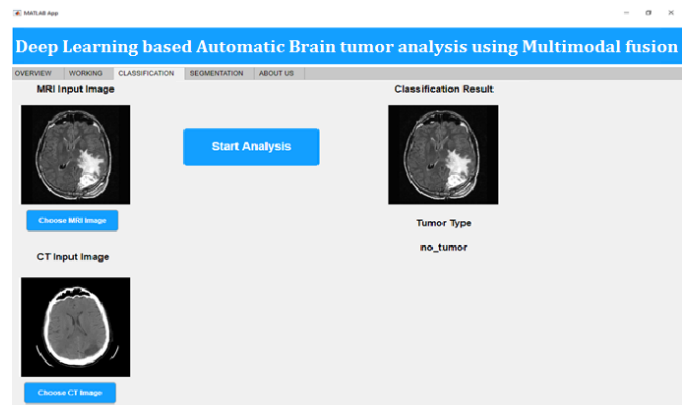 MATLAB App
Deep Learning based Automatic Brain tumor analysis using Multimodal fusion
OVERVIEW WORKING CLASSIFICATION SEGMENTATION ABOUT US
MRI Input Image
Classification Result
Start Analysis
Choose MRI Image
Tumor Type
no_tumor
CT Input Image
Choose CT Image